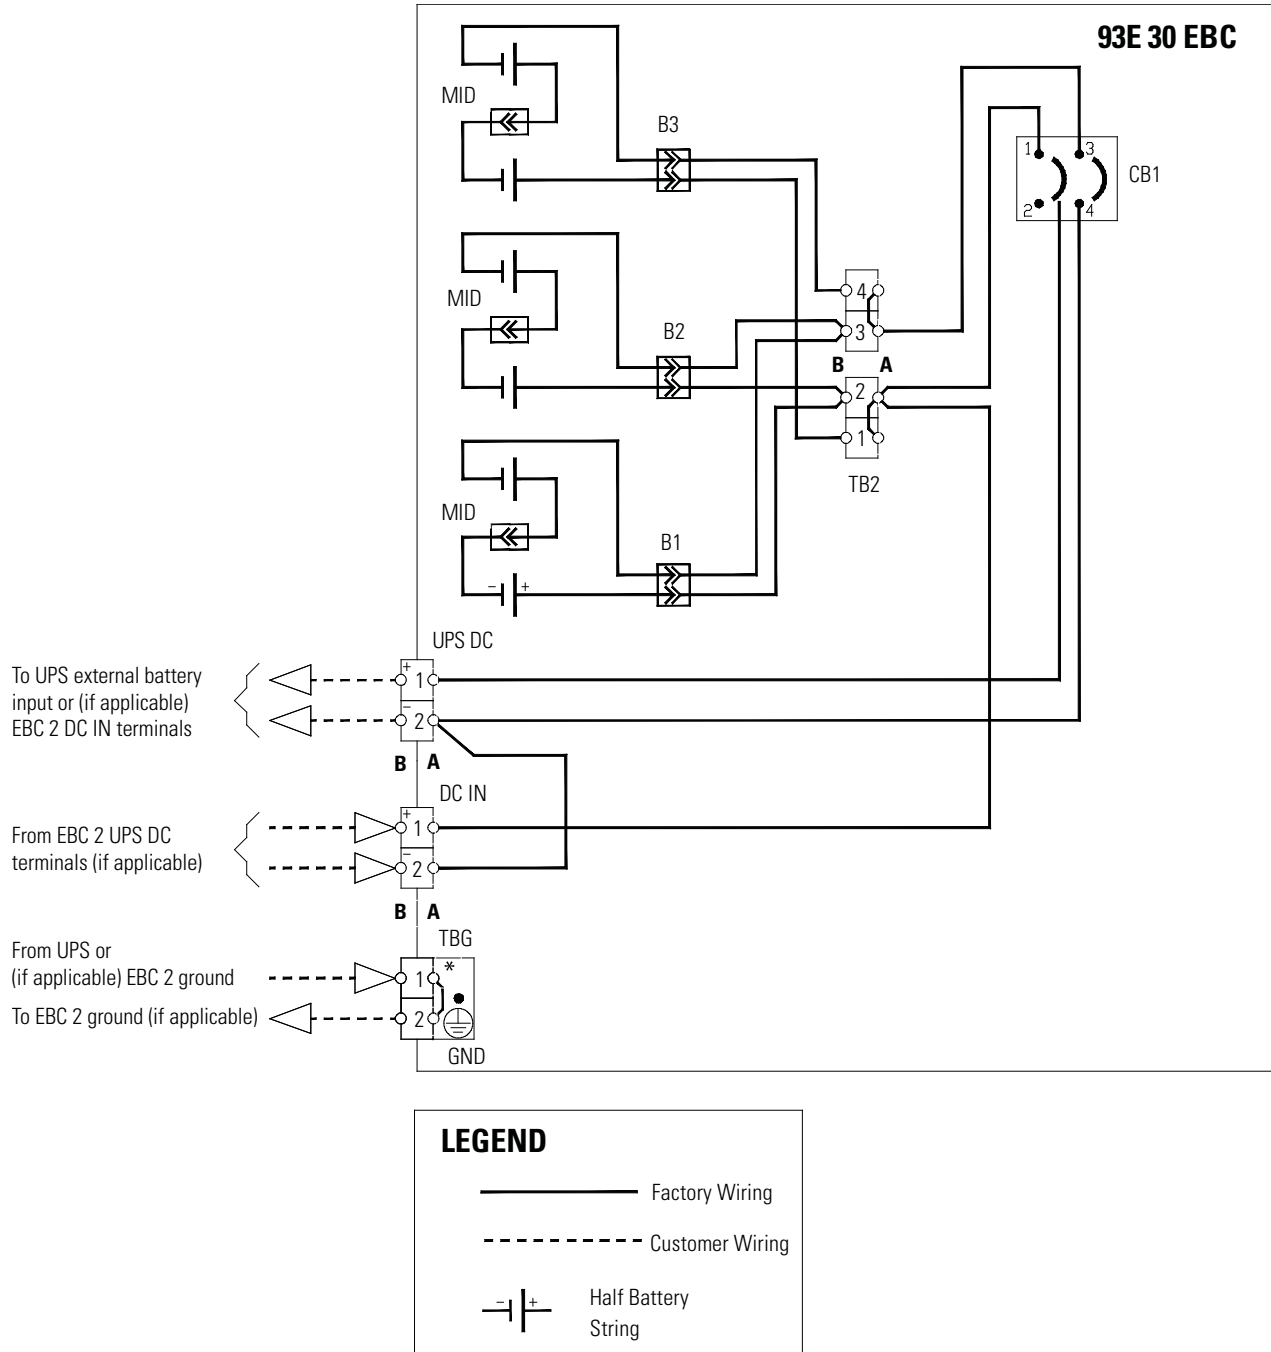 93E 30 EBC
MID
B3
1
3
CB1
2
4
MID
B2
4
3
B A
2
1
TB2
MID
B1
- +
UPS DC
To UPS external battery
input or (if applicable)
EBC 2 DC IN terminals
+
1
-
2
B A
DC IN
From EBC 2 UPS DC
terminals (if applicable)
+
1
-
2
B A
TBG
From UPS or
(if applicable) EBC 2 ground
1
*
To EBC 2 ground (if applicable)
2
GND
LEGEND
Factory Wiring
Customer Wiring
- +
Half Battery
String